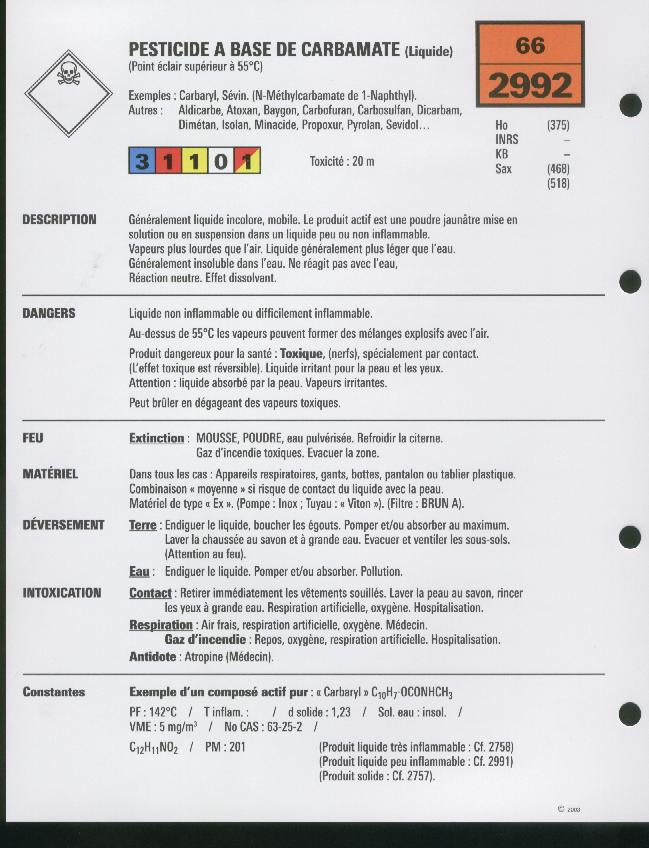 PESTICIDE A BASE DE CARBAMATE (Liquide)
(Point éclair supérieur à 55°C)
66
2992
Exemples : Carbaryl, Sévin. (N-Méthylcarbamate de 1-Naphthyl).
Autres : Aldicarbe, Atoxan, Baygon, Carbofuran, Carbosulfan, Dicarbam,
Dimétan, Isolan, Minacide, Propoxur, Pyrolan, Sevidol...
Ho (375)
INRS –
KB –
Sax (468)
(518)
3 1 1 0 1
Toxicité : 20 m
DESCRIPTION
Généralement liquide incolore, mobile. Le produit actif est une poudre jaunâtre mise en
solution ou en suspension dans un liquide peu ou non inflammable.
Vapeurs plus lourdes que l'air. Liquide généralement plus léger que l'eau.
Généralement insoluble dans l'eau. Ne réagit pas avec l'eau,
Réaction neutre. Effet dissolvant.
DANGERS
Liquide non inflammable ou difficilement inflammable.
Au-dessus de 55°C les vapeurs peuvent former des mélanges explosifs avec l'air.
Produit dangereux pour la santé : Toxique, (nerfs), spécialement par contact.
(L'effet toxique est réversible). Liquide irritant pour la peau et les yeux.
Attention : liquide absorbé par la peau. Vapeurs irritantes.
Peut brûler en dégageant des vapeurs toxiques.
FEU
Extinction : MOUSSE, POUDRE, eau pulvérisée. Refroidir la citerne.
Gaz d'incendie toxiques. Evacuer la zone.
MATÉRIEL
Dans tous les cas : Appareils respiratoires, gants, bottes, pantalon ou tablier plastique.
Combinaison « moyenne » si risque de contact du liquide avec la peau.
Matériel de type « Ex ». (Pompe : Inox ; Tuyau : « Viton »). (Filtre : BRUN A).
DÉVERSEMENT
Terre : Endiguer le liquide, boucher les égouts. Pomper et/ou absorber au maximum.
Laver la chaussée au savon et à grande eau. Evacuer et ventiler les sous-sols.
(Attention au feu).
Eau : Endiguer le liquide. Pomper et/ou absorber. Pollution.
INTOXICATION
Contact : Retirer immédiatement les vêtements souillés. Laver la peau au savon, rincer
les yeux à grande eau. Respiration artificielle, oxygène. Hospitalisation.
Respiration : Air frais, respiration artificielle, oxygène. Médecin.
Gaz d'incendie : Repos, oxygène, respiration artificielle. Hospitalisation.
Antidote : Atropine (Médecin).
Constantes
Exemple d'un composé actif pur : « Carbaryl » C₁₀H₇-OCONHCH₃
PF : 142°C / T inflam. : / d solide : 1,23 / Sol. eau : insol. /
VME : 5 mg/m³ / No CAS : 63-25-2 /
C₁₂H₁₁NO₂ / PM : 201
(Produit liquide très inflammable : Cf. 2758)
(Produit liquide peu inflammable : Cf. 2991)
(Produit solide : Cf. 2757).
© 2003